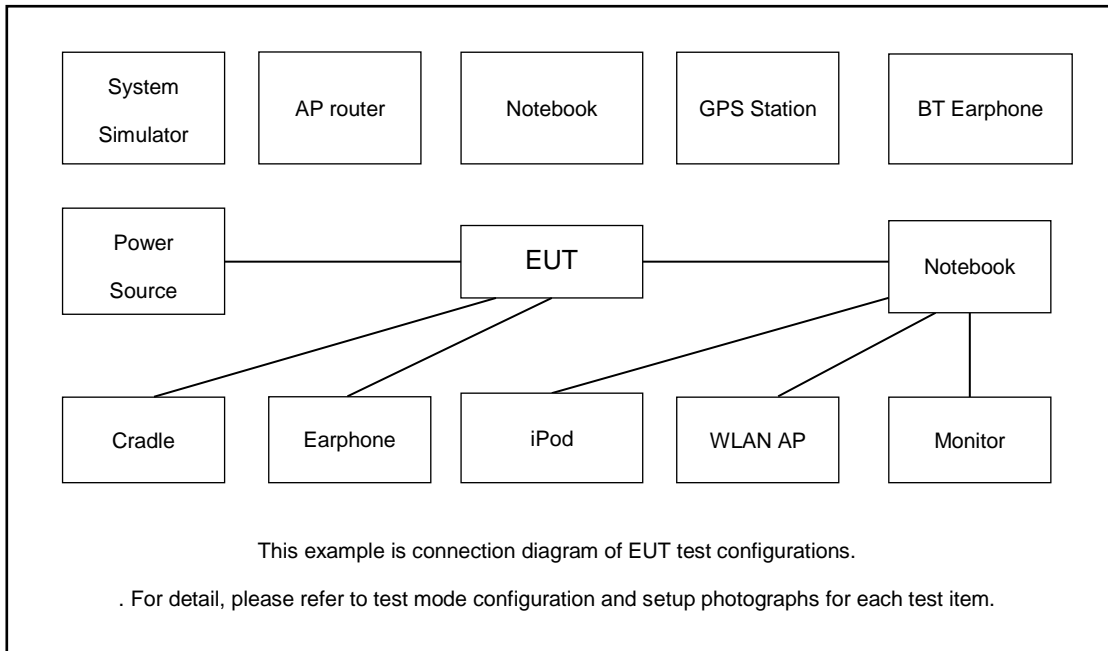 System
Simulator
AP router
Notebook
GPS Station
BT Earphone
Power
Source
EUT
Notebook
Cradle
Earphone
iPod
WLAN AP
Monitor
This example is connection diagram of EUT test configurations.
. For detail, please refer to test mode configuration and setup photographs for each test item.